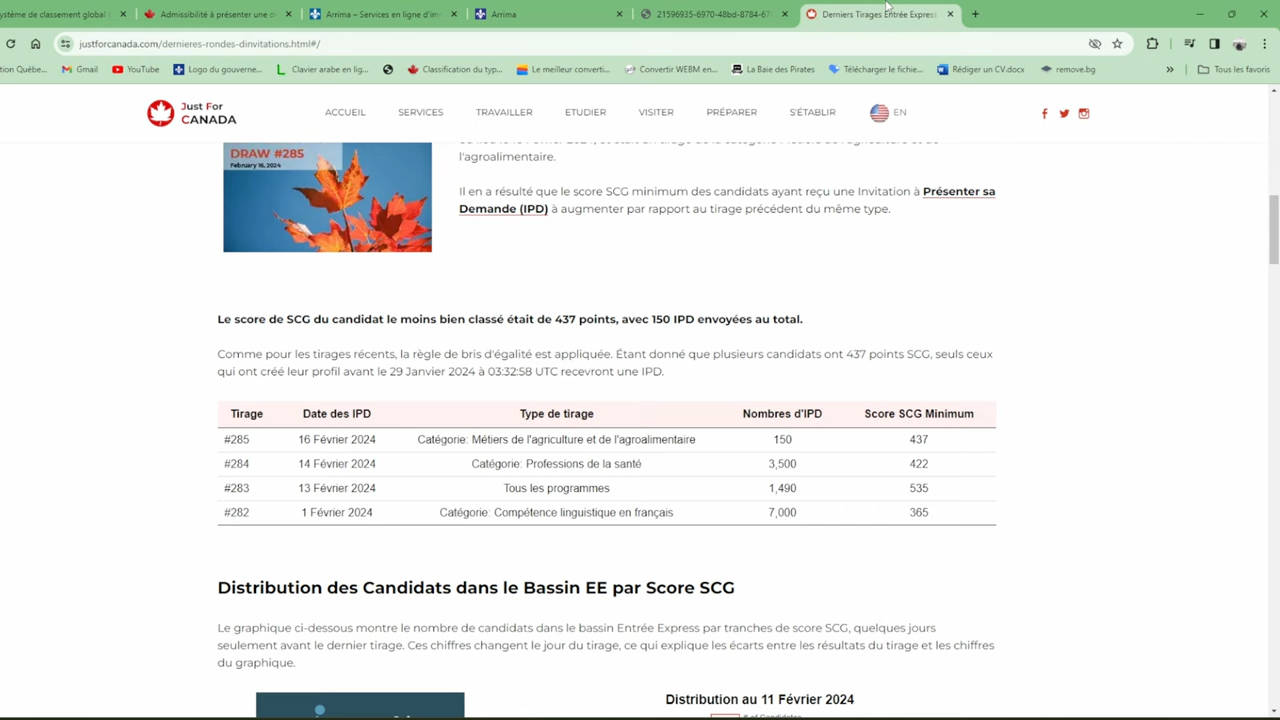 ystème de classement global
Admissibilité à présenter une d
Arrima – Services en ligne d'im
Arrima
21596935-6970-48bd-8784-67
Derniers Tirages Entrée Express
justforcanada.com/dernieres-rondes-dinvitations.html#/
tion Québe...
Gmail
YouTube
Logo du gouverne...
Clavier arabe en lig...
Classification du typ...
Le meilleur converti...
Convertir WEBM en...
La Baie des Pirates
Télécharger le fichie...
Rédiger un CV.docx
remove.bg
»
Tous les favoris
Just For
CANADA
ACCUEIL
SERVICES
TRAVAILLER
ETUDIER
VISITER
PRÉPARER
S'ÉTABLIR
EN
DRAW #285
February 16, 2024
l'agroalimentaire.
Il en a résulté que le score SCG minimum des candidats ayant reçu une Invitation à Présenter sa
Demande (IPD) à augmenter par rapport au tirage précédent du même type.
Le score de SCG du candidat le moins bien classé était de 437 points, avec 150 IPD envoyées au total.
Comme pour les tirages récents, la règle de bris d'égalité est appliquée. Étant donné que plusieurs candidats ont 437 points SCG, seuls ceux
qui ont créé leur profil avant le 29 Janvier 2024 à 03:32:58 UTC recevront une IPD.
Tirage Date des IPD Type de tirage Nombres d'IPD Score SCG Minimum
#285 16 Février 2024 Catégorie: Métiers de l'agriculture et de l'agroalimentaire 150 437
#284 14 Février 2024 Catégorie: Professions de la santé 3,500 422
#283 13 Février 2024 Tous les programmes 1,490 535
#282 1 Février 2024 Catégorie: Compétence linguistique en français 7,000 365
Distribution des Candidats dans le Bassin EE par Score SCG
Le graphique ci-dessous montre le nombre de candidats dans le bassin Entrée Express par tranches de score SCG, quelques jours
seulement avant le dernier tirage. Ces chiffres changent le jour du tirage, ce qui explique les écarts entre les résultats du tirage et les chiffres
du graphique.
Distribution au 11 Février 2024